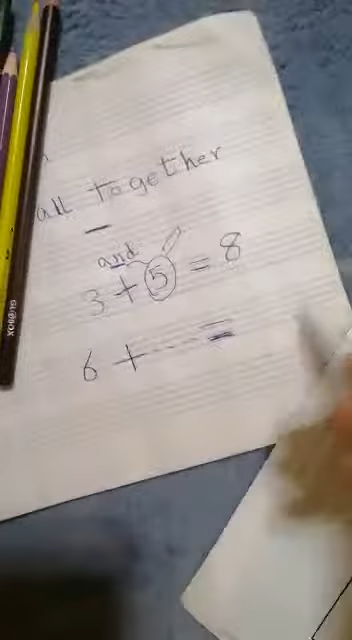 all together
and
3 + 5 = 8
6 + ---- =